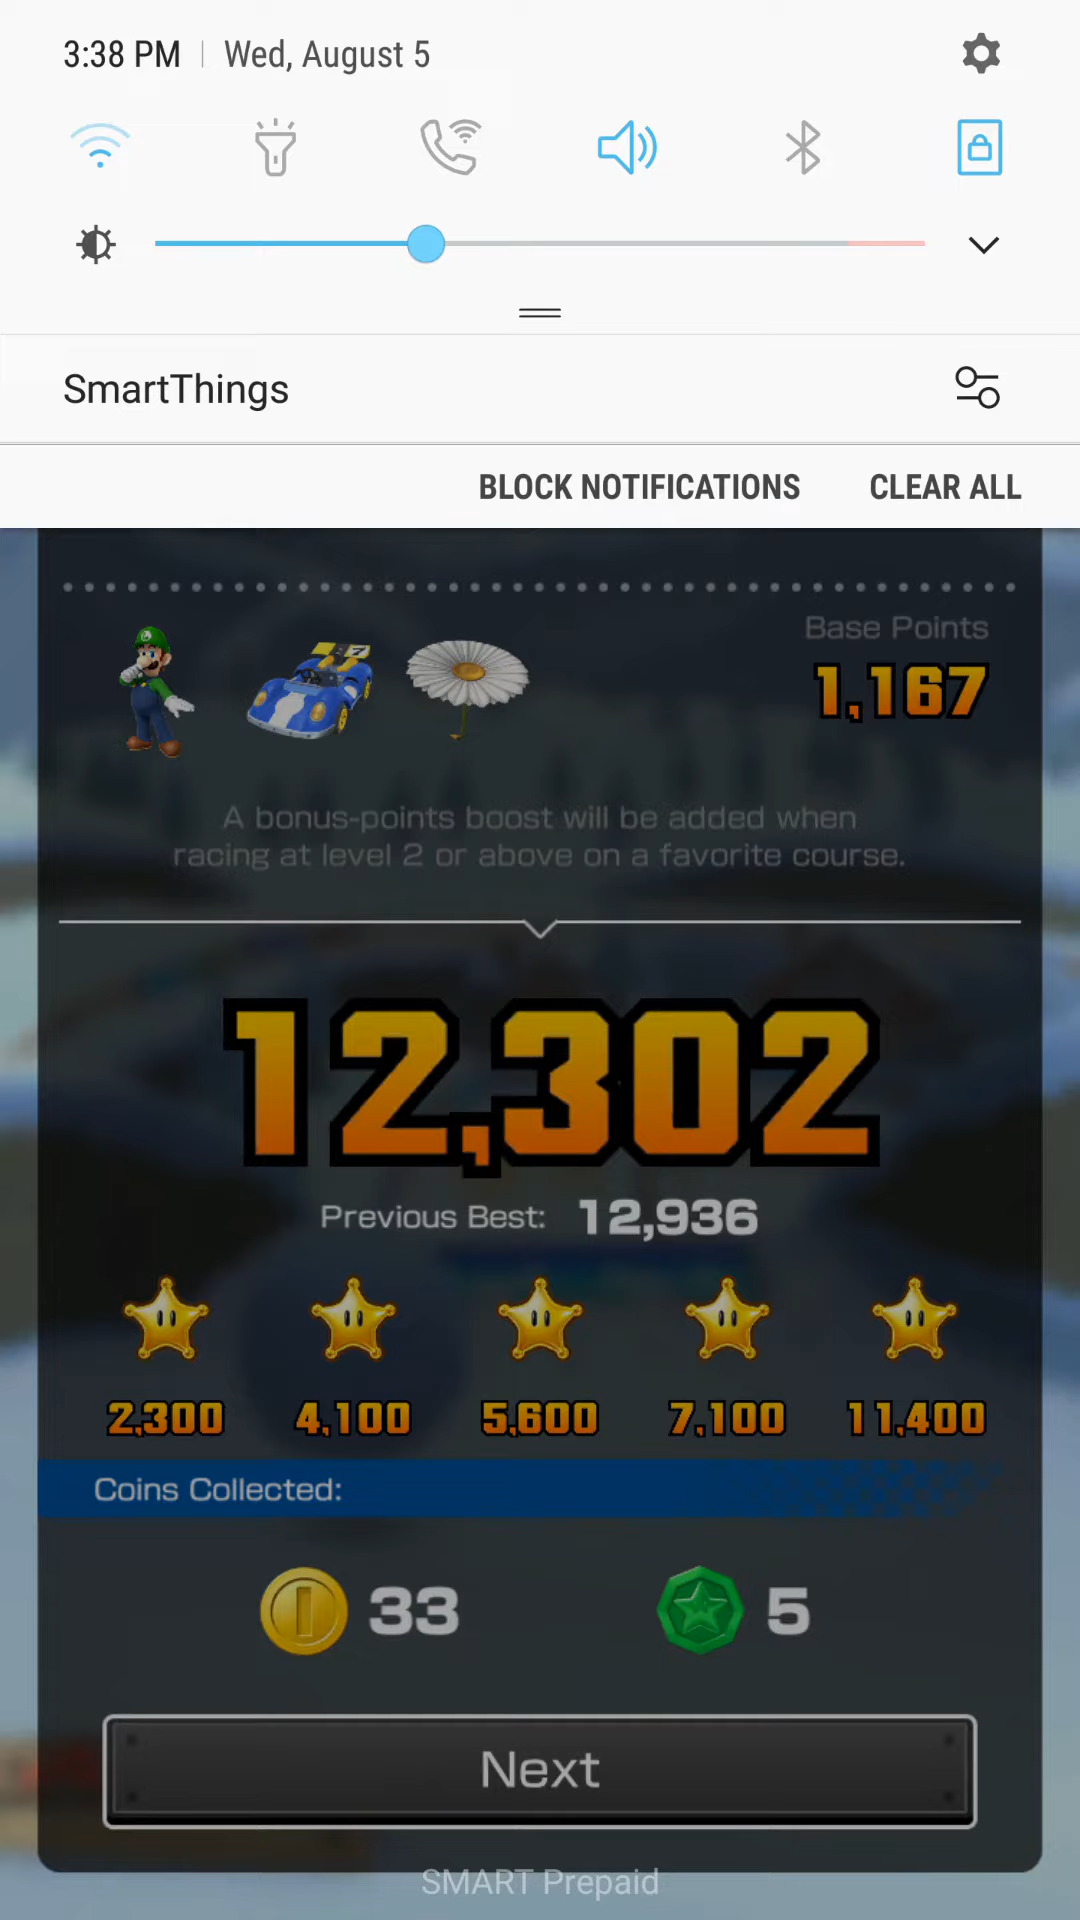 3:38 PM | Wed, August 5
SmartThings
BLOCK NOTIFICATIONS CLEAR ALL
Base Points
7
1,167
A bonus-points boost will be added when
racing at level 2 or above on a favorite course.
12,302
Previous Best: 12,936
2,300 4,100 5,600 7,100 11,400
Coins Collected:
33 5
Next
SMART Prepaid